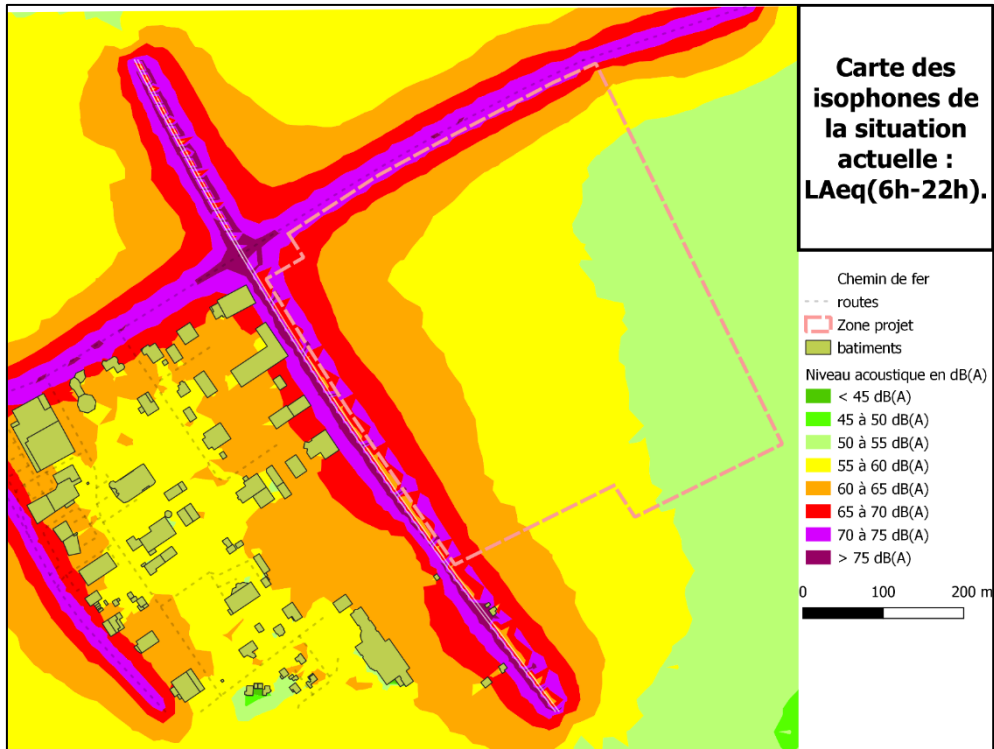 Carte des
isophones de
la situation
actuelle :
LAeq(6h-22h).
Chemin de fer
routes
Zone projet
batiments
Niveau acoustique en dB(A)
< 45 dB(A)
45 à 50 dB(A)
50 à 55 dB(A)
55 à 60 dB(A)
60 à 65 dB(A)
65 à 70 dB(A)
70 à 75 dB(A)
> 75 dB(A)
0 100 200 m